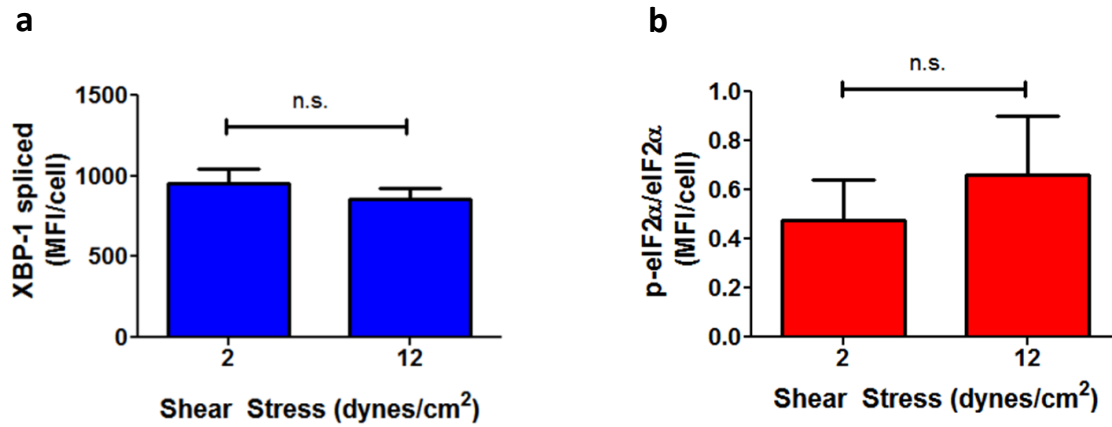 a
n.s.
XBP-1 spliced
(MFI/cell)
1500
1000
500
0
2
12
Shear Stress (dynes/cm²)
b
n.s.
p-eIF2α/eIF2α
(MFI/cell)
1.0
0.8
0.6
0.4
0.2
0.0
2
12
Shear Stress (dynes/cm²)